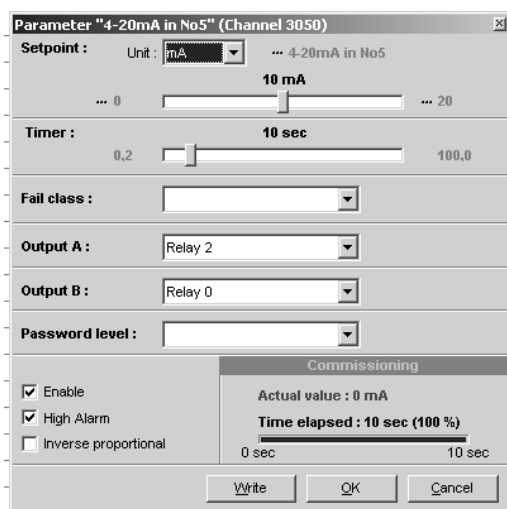 Parameter "4-20mA in No5" (Channel 3050)
Setpoint : Unit : mA ... 4-20mA in No5
10 mA
... 0 ... 20
Timer : 10 sec
0,2 100,0
Fail class :
Output A : Relay 2
Output B : Relay 0
Password level :
Commissioning
Enable
Actual value : 0 mA
High Alarm
Time elapsed : 10 sec (100 %)
Inverse proportional
0 sec 10 sec
Write OK Cancel